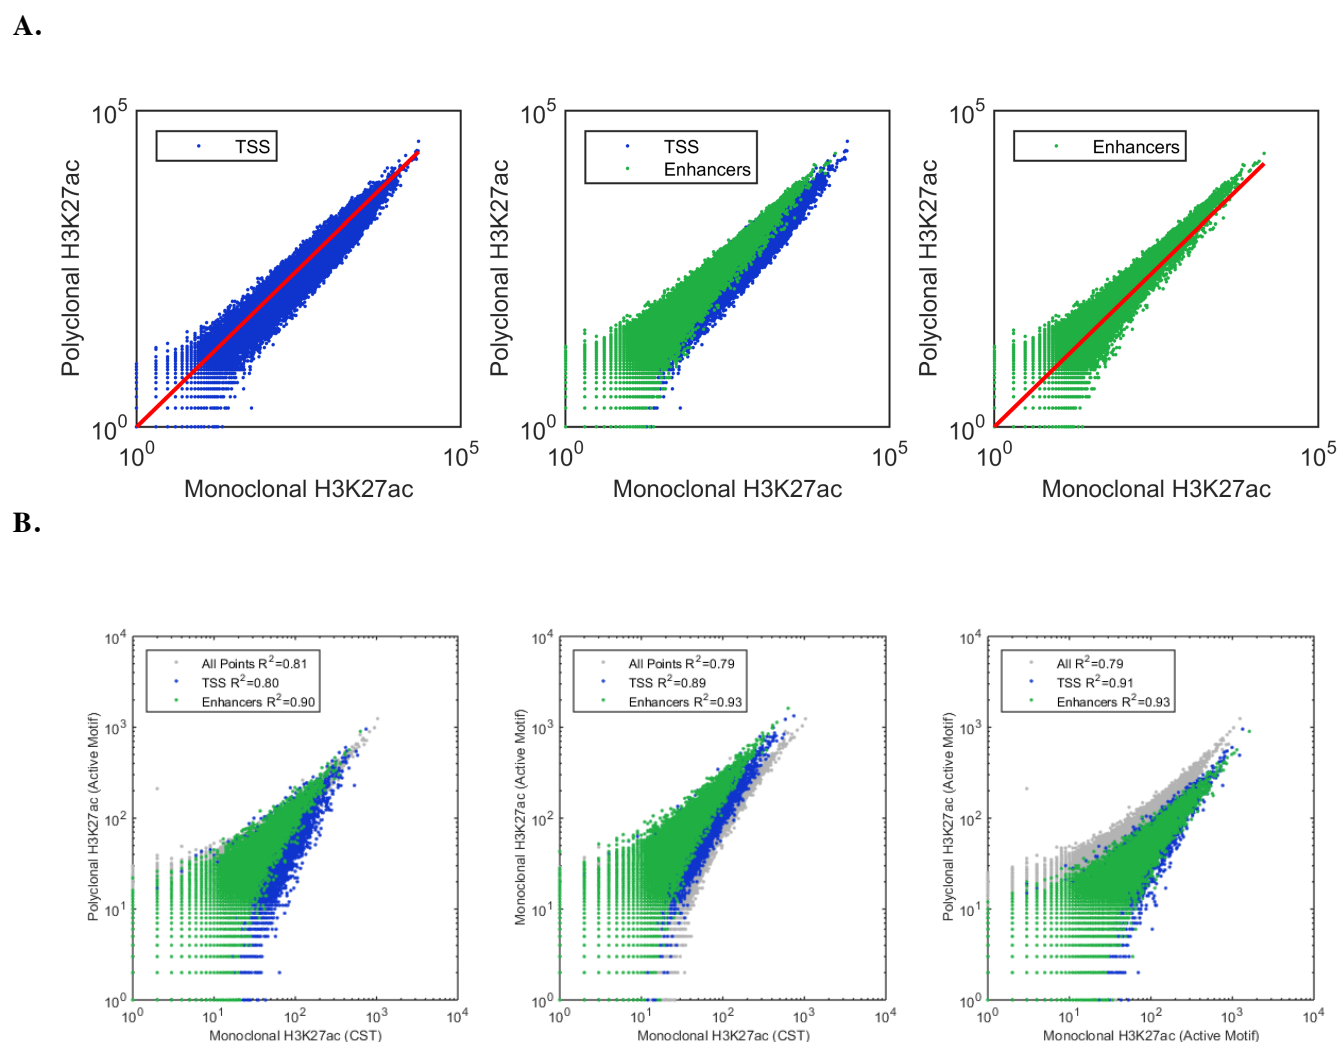 A.
10^5
TSS
Polyclonal H3K27ac
10^0
10^0
10^5
Monoclonal H3K27ac
10^5
TSS
Enhancers
Polyclonal H3K27ac
10^0
10^0
10^5
Monoclonal H3K27ac
10^5
Enhancers
Polyclonal H3K27ac
10^0
10^0
10^5
Monoclonal H3K27ac
B.
10^4
10^3
10^2
10^1
10^0
All Points R^2=0.81
TSS R^2=0.80
Enhancers R^2=0.90
Polyclonal H3K27ac (Active Motif)
10^0
10^1
10^2
10^3
10^4
Monoclonal H3K27ac (CST)
10^4
10^3
10^2
10^1
10^0
All Points R^2=0.79
TSS R^2=0.89
Enhancers R^2=0.93
Monoclonal H3K27ac (Active Motif)
10^0
10^1
10^2
10^3
10^4
Monoclonal H3K27ac (CST)
10^4
10^3
10^2
10^1
10^0
All R^2=0.79
TSS R^2=0.91
Enhancers R^2=0.93
Polyclonal H3K27ac (Active Motif)
10^0
10^1
10^2
10^3
10^4
Monoclonal H3K27ac (Active Motif)